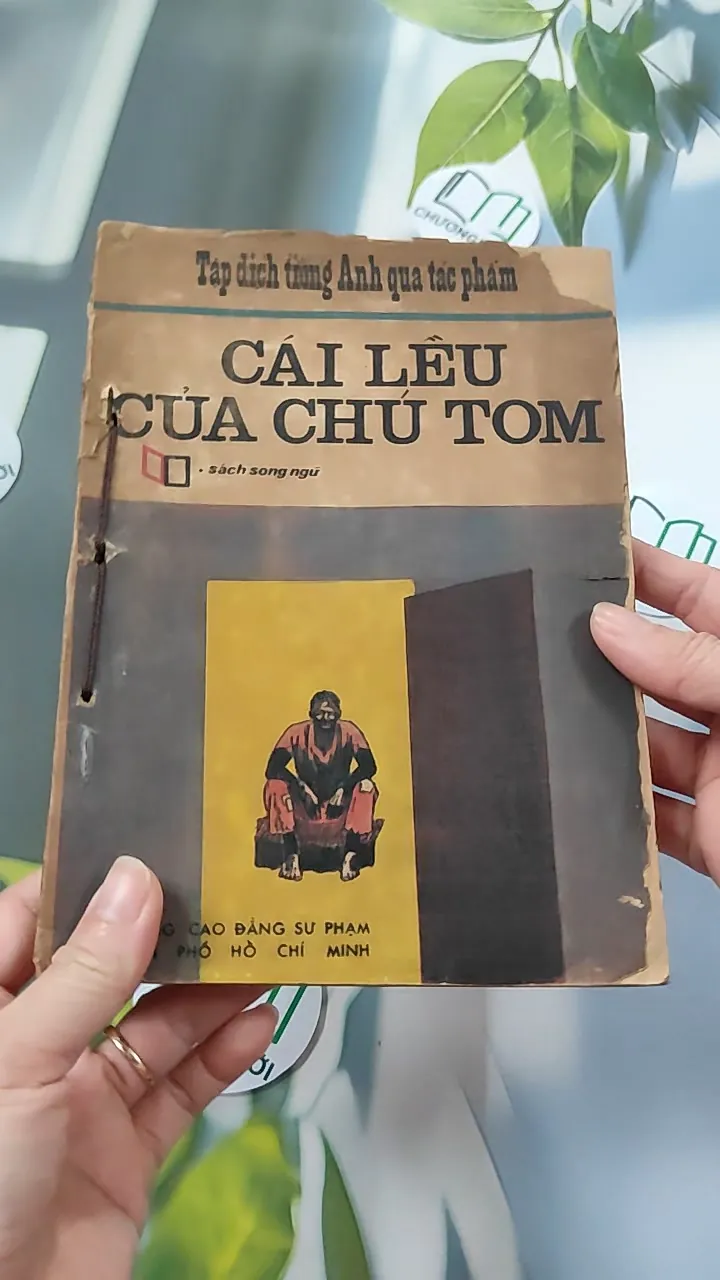 CHƯƠNG
Tập dịch tiếng Anh qua tác phẩm
CÁI LỀU
CỦA CHÚ TOM
• sách song ngữ
CAO ĐẲNG SƯ PHẠM
PHỐ HỒ CHÍ MINH